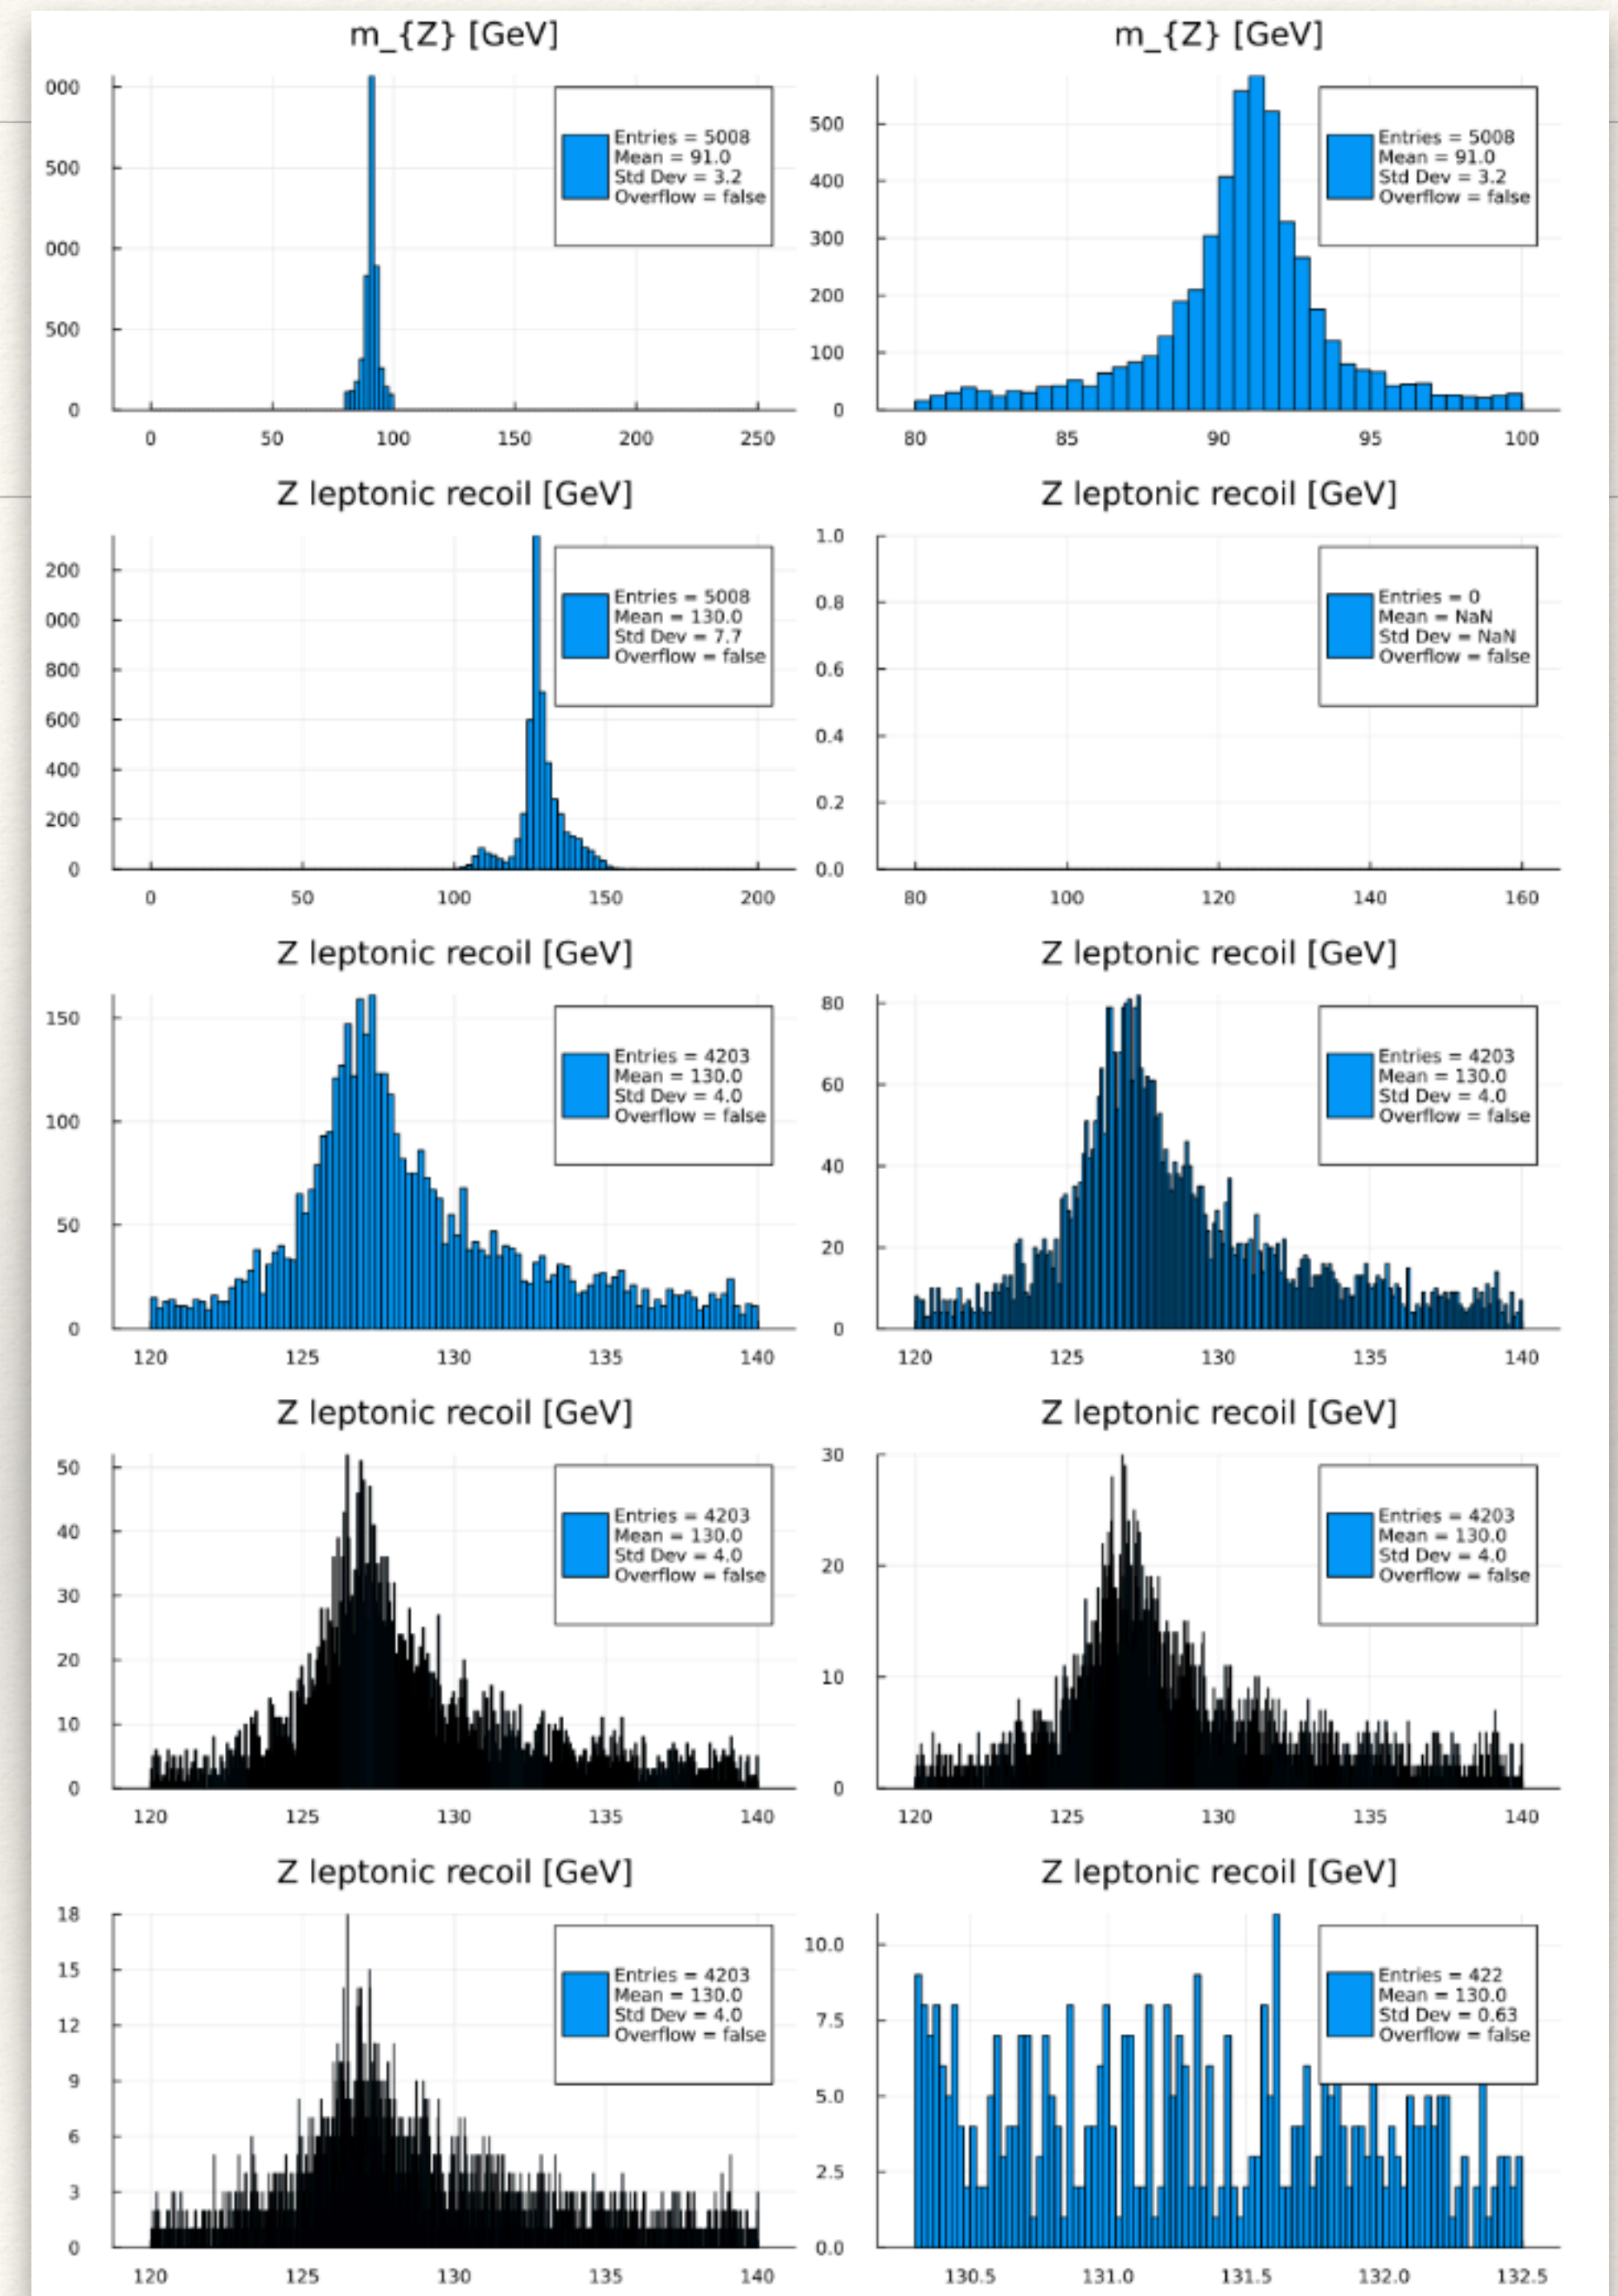 m_{Z} [GeV]
000
500
000
500
0
0 50 100 150 200 250
Entries = 5008
Mean = 91.0
Std Dev = 3.2
Overflow = false
m_{Z} [GeV]
500
400
300
200
100
0
80 85 90 95 100
Entries = 5008
Mean = 91.0
Std Dev = 3.2
Overflow = false
Z leptonic recoil [GeV]
200
000
800
600
400
200
0
0 50 100 150 200
Entries = 5008
Mean = 130.0
Std Dev = 7.7
Overflow = false
Z leptonic recoil [GeV]
1.0
0.8
0.6
0.4
0.2
0.0
80 100 120 140 160
Entries = 0
Mean = NaN
Std Dev = NaN
Overflow = false
Z leptonic recoil [GeV]
150
100
50
0
120 125 130 135 140
Entries = 4203
Mean = 130.0
Std Dev = 4.0
Overflow = false
Z leptonic recoil [GeV]
80
60
40
20
0
120 125 130 135 140
Entries = 4203
Mean = 130.0
Std Dev = 4.0
Overflow = false
Z leptonic recoil [GeV]
50
40
30
20
10
0
120 125 130 135 140
Entries = 4203
Mean = 130.0
Std Dev = 4.0
Overflow = false
Z leptonic recoil [GeV]
30
20
10
0
120 125 130 135 140
Entries = 4203
Mean = 130.0
Std Dev = 4.0
Overflow = false
Z leptonic recoil [GeV]
18
15
12
9
6
3
0
120 125 130 135 140
Entries = 4203
Mean = 130.0
Std Dev = 4.0
Overflow = false
Z leptonic recoil [GeV]
10.0
7.5
5.0
2.5
0.0
130.5 131.0 131.5 132.0 132.5
Entries = 422
Mean = 130.0
Std Dev = 0.63
Overflow = false